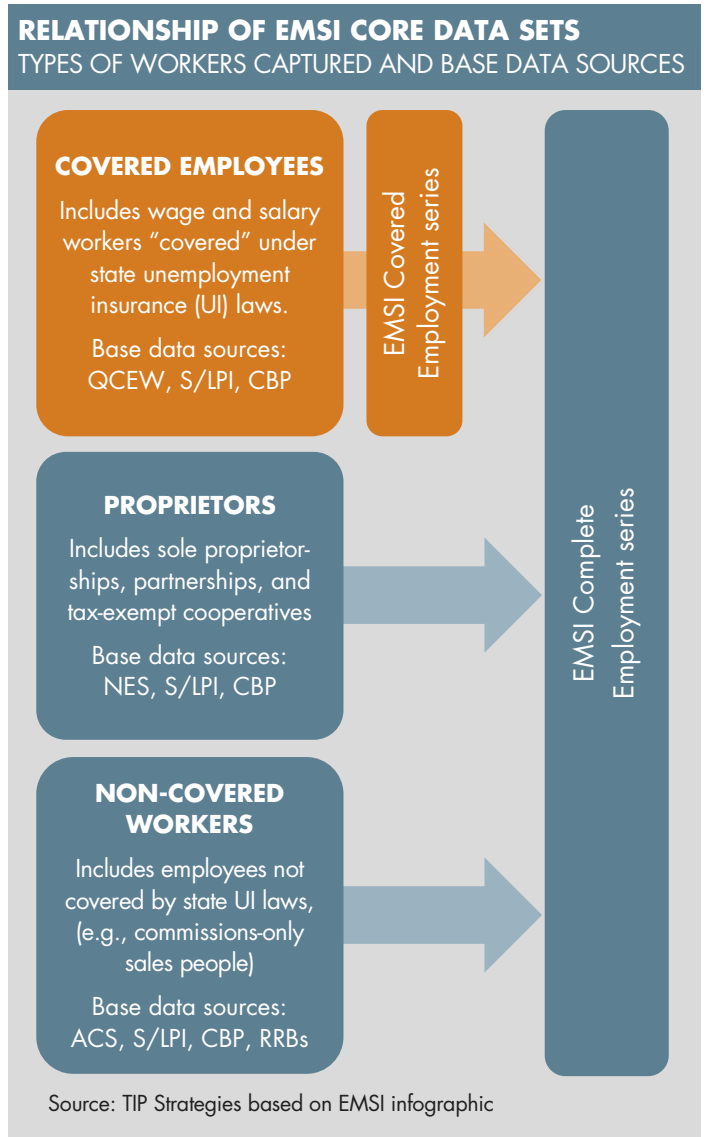 RELATIONSHIP OF EMSI CORE DATA SETS
TYPES OF WORKERS CAPTURED AND BASE DATA SOURCES
COVERED EMPLOYEES
Includes wage and salary
workers “covered” under
state unemployment
insurance (UI) laws.
Base data sources:
QCEW, S/LPI, CBP
EMSI Covered
Employment series
PROPRIETORS
Includes sole proprietor-
ships, partnerships, and
tax-exempt cooperatives
Base data sources:
NES, S/LPI, CBP
NON-COVERED
WORKERS
Includes employees not
covered by state UI laws,
(e.g., commissions-only
sales people)
Base data sources:
ACS, S/LPI, CBP, RRBs
EMSI Complete
Employment series
Source: TIP Strategies based on EMSI infographic